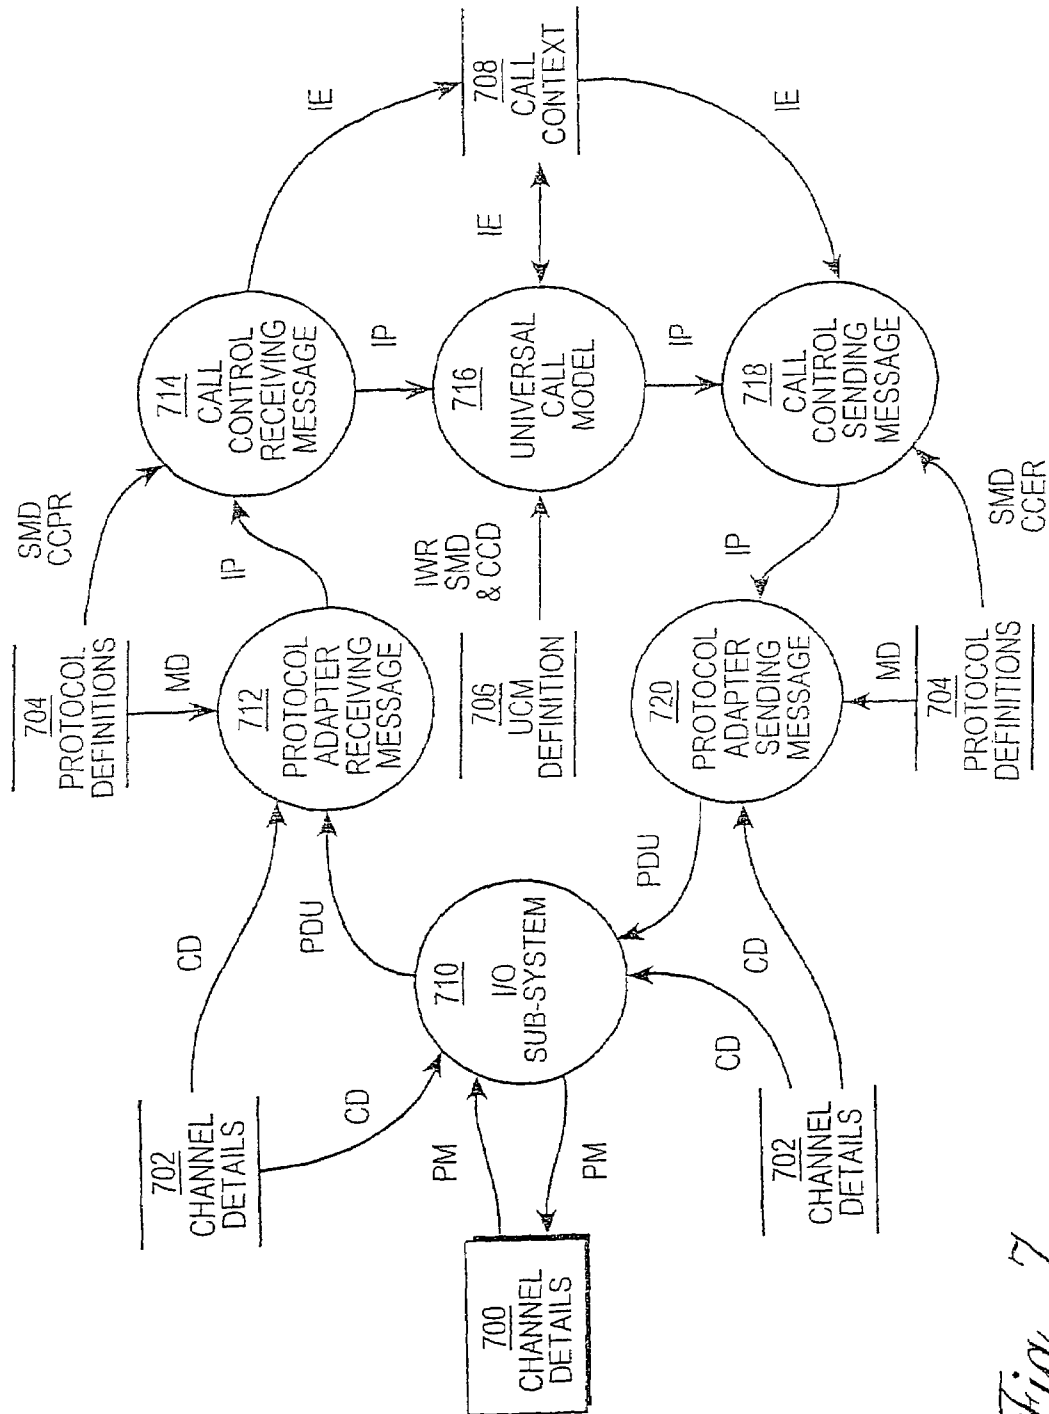 700
CHANNEL
DETAILS
PM
PM
702
CHANNEL
DETAILS
CD
CD
702
CHANNEL
DETAILS
CD
CD
710
I/O
SUB-SYSTEM
PDU
PDU
704
PROTOCOL
DEFINITIONS
MD
SMD
CCPR
712
PROTOCOL
ADAPTER
RECEIVING
MESSAGE
IP
706
UCM
DEFINITION
IWR
SMD
& CCD
720
PROTOCOL
ADAPTER
SENDING
MESSAGE
IP
704
PROTOCOL
DEFINITIONS
MD
SMD
CCER
714
CALL
CONTROL
RECEIVING
MESSAGE
IP
716
UNIVERSAL
CALL
MODEL
IP
718
CALL
CONTROL
SENDING
MESSAGE
IE
IE
IE
708
CALL
CONTEXT
Fig. 7